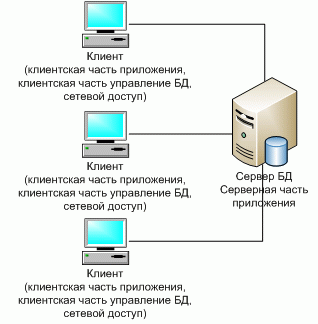 Клиент
(клиентская часть приложения,
клиентская часть управление БД,
сетевой доступ)
Клиент
(клиентская часть приложения,
клиентская часть управление БД,
сетевой доступ)
Сервер БД
Серверная часть
приложения
Клиент
(клиентская часть приложения,
клиентская часть управление БД,
сетевой доступ)